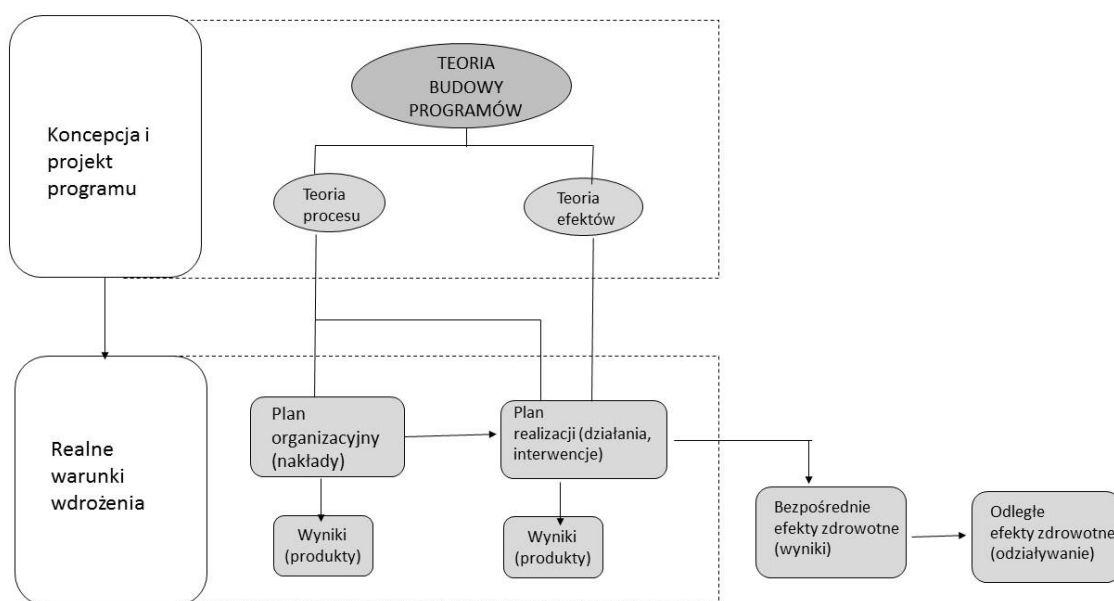 TEORIA
BUDOWY
PROGRAMÓW
Koncepcja i
projekt
programu
Teoria
procesu
Teoria
efektów
Realne
warunki
wdrożenia
Plan
organizacyjny
(nakłady)
Plan
realizacji (działania,
interwencje)
Wyniki
(produkty)
Wyniki
(produkty)
Bezpośrednie
efekty zdrowotne
(wyniki)
Odległe
efekty zdrowotne
(odziaływanie)